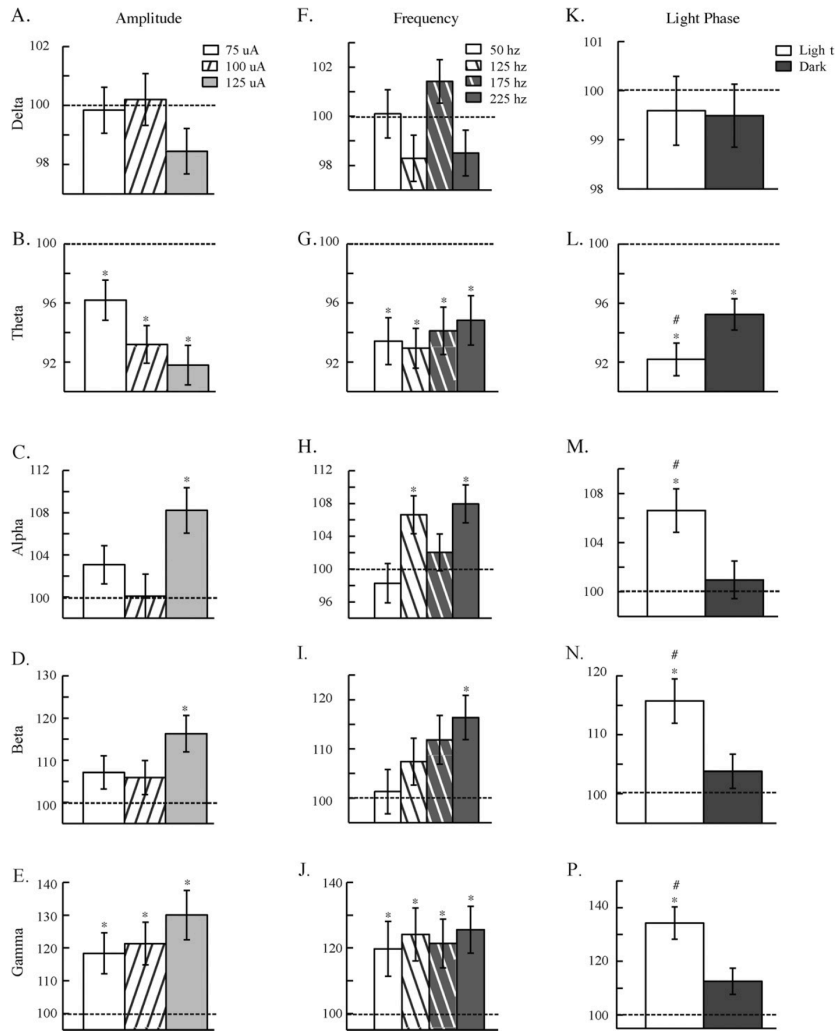 Amplitude
Frequency
Light Phase
A.
75 uA
100 uA
125 uA
102
100
98
Delta
F.
50 hz
125 hz
175 hz
225 hz
102
100
98
K.
Ligh t
Dark
101
100
99
98
B.
100
96
92
Theta
*
*
*
G.
100
96
92
*
*
*
*
L.
100
96
92
#
*
*
C.
112
108
104
100
Alpha
*
H.
112
108
104
100
96
*
*
M.
108
104
100
#
*
D.
130
120
110
100
Beta
*
I.
120
110
100
*
N.
120
110
100
#
*
E.
140
130
120
110
100
Gamma
*
*
*
J.
140
130
120
110
100
*
*
*
*
P.
140
130
120
110
100
#
*